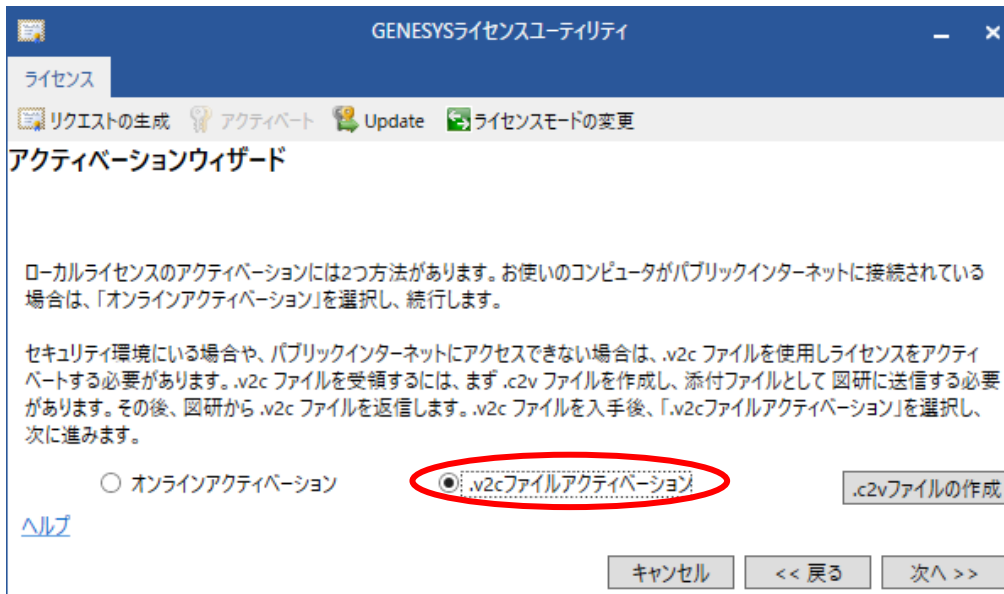 GENESYSライセンスユーティリティ
ライセンス
リクエストの生成 アクティベート Update ライセンスモードの変更
アクティベーションウィザード
ローカルライセンスのアクティベーションには2つ方法があります。お使いのコンピュータがパブリックインターネットに接続されている
場合は、「オンラインアクティベーション」を選択し、続行します。
セキュリティ環境にいる場合や、パブリックインターネットにアクセスできない場合は、.v2c ファイルを使用しライセンスをアクティ
ベートする必要があります。.v2c ファイルを受領するには、まず .c2v ファイルを作成し、添付ファイルとして 図研に送信する必要
があります。その後、図研から .v2c ファイルを返信します。.v2c ファイルを入手後、「.v2cファイルアクティベーション」を選択し、
次に進みます。
オンラインアクティベーション .v2cファイルアクティベーション .c2vファイルの作成
ヘルプ
キャンセル << 戻る 次へ >>